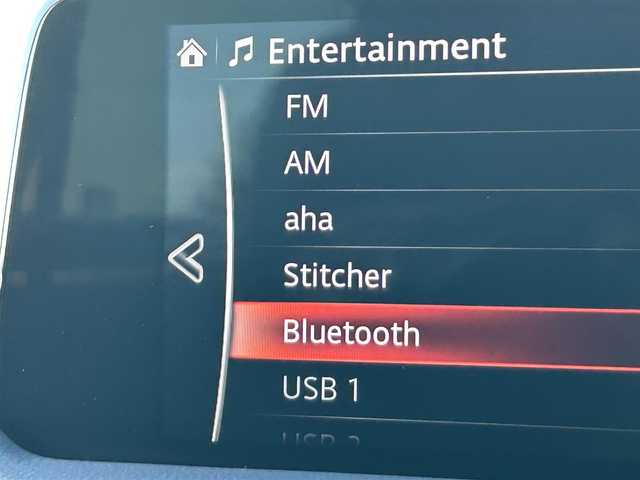 Entertainment
FM
AM
aha
Stitcher
Bluetooth
USB 1